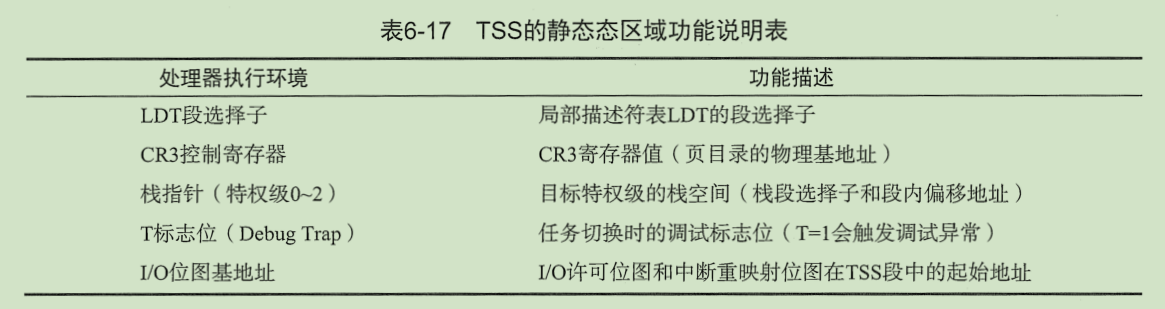 表6-17 TSS的静态态区域功能说明表
处理器执行环境 功能描述
LDT段选择子 局部描述符表LDT的段选择子
CR3控制寄存器 CR3寄存器值（页目录的物理基地址）
栈指针（特权级0~2） 目标特权级的栈空间（栈段选择子和段内偏移地址）
T标志位（Debug Trap） 任务切换时的调试标志位（T=1会触发调试异常）
I/O位图基地址 I/O许可位图和中断重映射位图在TSS段中的起始地址